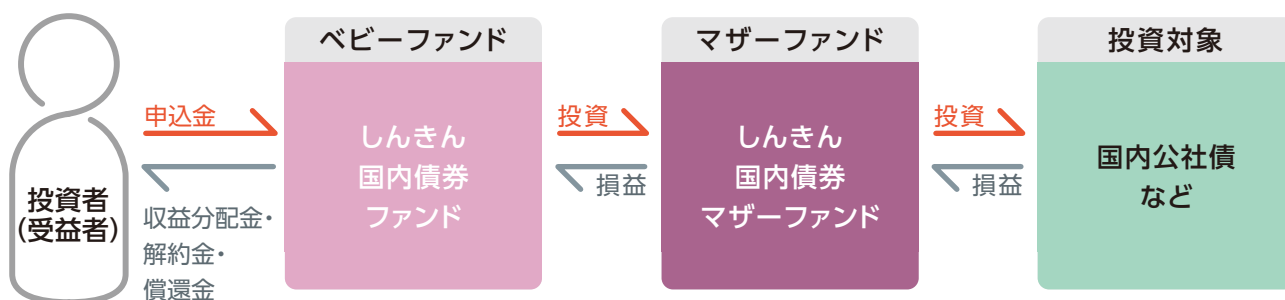 ベビーファンド
マザーファンド
投資対象
申込金
投資
投資
しんきん
国内債券
ファンド
しんきん
国内債券
マザーファンド
国内公社債
など
損益
損益
投資者
(受益者)
収益分配金・
解約金・
償還金